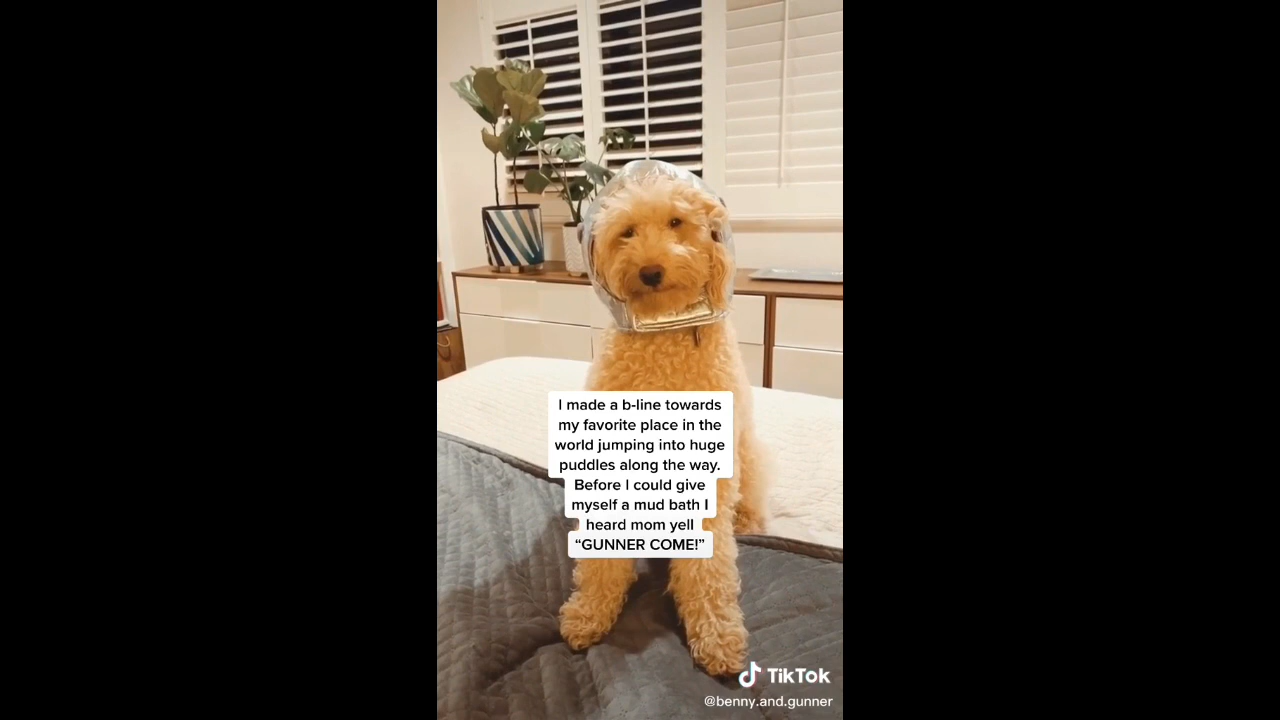 I made a b-line towards
my favorite place in the
world jumping into huge
puddles along the way.
Before I could give
myself a mud bath I
heard mom yell
“GUNNER COME!”
TikTok
@benny.and.gunner